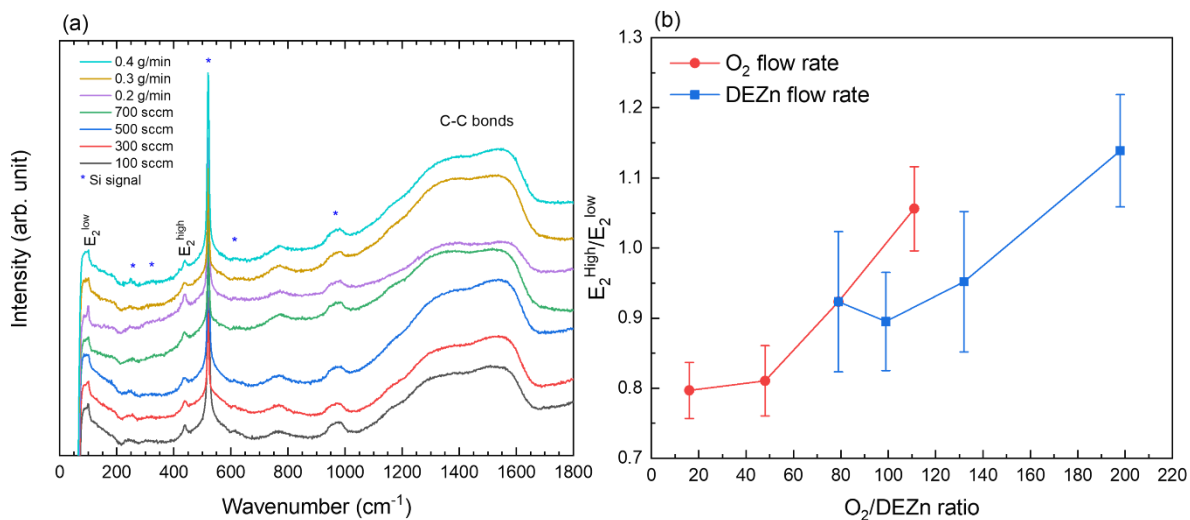 (a)
0.4 g/min
0.3 g/min
0.2 g/min
700 sccm
500 sccm
300 sccm
100 sccm
* Si signal
*
C-C bonds
*
*
*
*
E₂ˡᵒʷ
E₂ʰⁱᵍʰ
Intensity (arb. unit)
0 200 400 600 800 1000 1200 1400 1600 1800
Wavenumber (cm⁻¹)
(b)
O₂ flow rate
DEZn flow rate
1.3
1.2
1.1
1.0
0.9
0.8
0.7
E₂ᴴⁱᵍʰ/E₂ˡᵒʷ
0 20 40 60 80 100 120 140 160 180 200 220
O₂/DEZn ratio